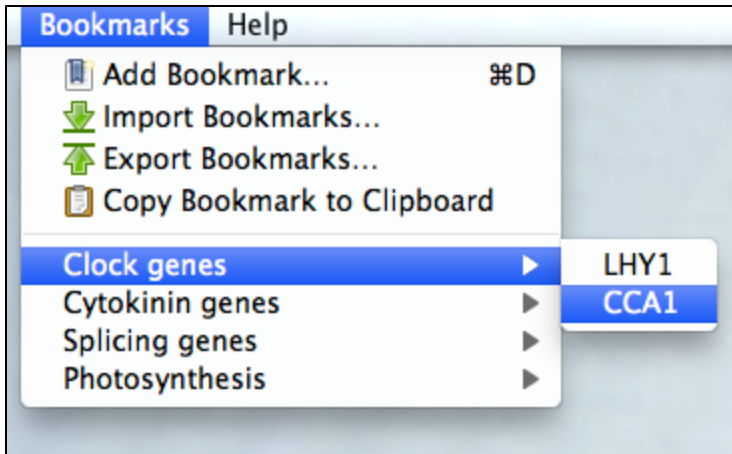 Bookmarks Help
Add Bookmark... ⌘D
Import Bookmarks...
Export Bookmarks...
Copy Bookmark to Clipboard
Clock genes
LHY1
CCA1
Cytokinin genes
Splicing genes
Photosynthesis